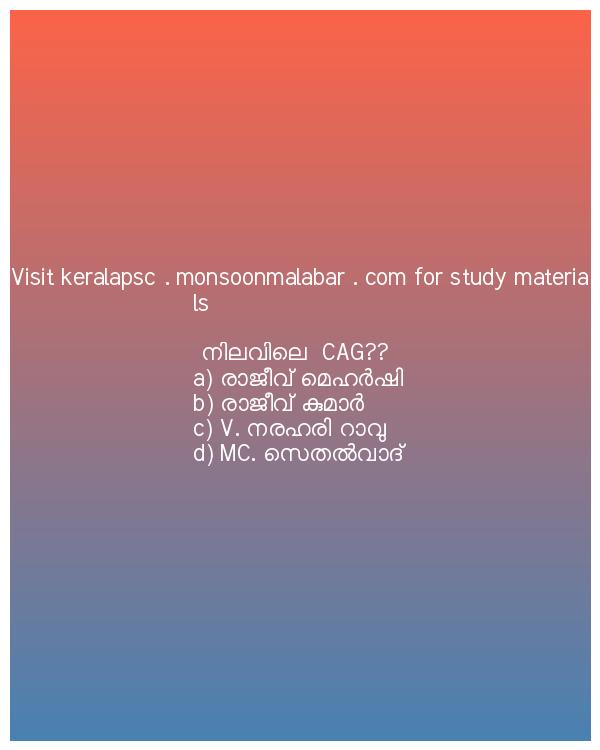 Visit keralapsc . monsoonmalabar . com for study materia
ls
നിലവിലെ CAG??
a) രാജീവ് മെഹർഷി
b) രാജീവ് കുമാർ
c) V. നരഹരി റാവു
d) MC. സെതൽവാദ്